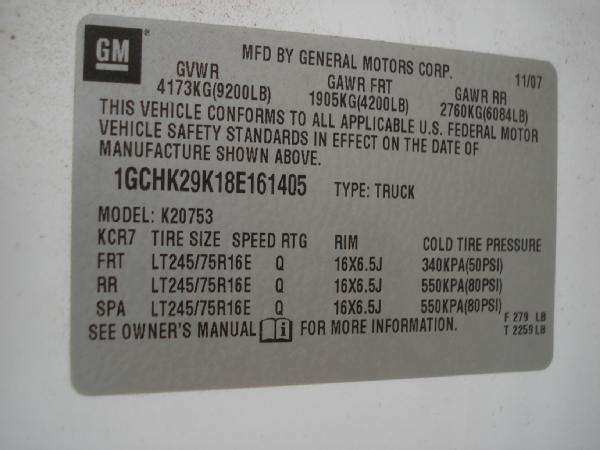 GM ®
MFD BY GENERAL MOTORS CORP.
11/07
GVWR GAWR FRT GAWR RR
4173KG(9200LB) 1905KG(4200LB) 2760KG(6084LB)
THIS VEHICLE CONFORMS TO ALL APPLICABLE U.S. FEDERAL MOTOR
VEHICLE SAFETY STANDARDS IN EFFECT ON THE DATE OF
MANUFACTURE SHOWN ABOVE.
1GCHK29K18E161405 TYPE: TRUCK
MODEL: K20753
KCR7 TIRE SIZE SPEED RTG RIM COLD TIRE PRESSURE
FRT LT245/75R16E Q 16X6.5J 340KPA(50PSI)
RR LT245/75R16E Q 16X6.5J 550KPA(80PSI)
SPA LT245/75R16E Q 16X6.5J 550KPA(80PSI)
F 279 LB
SEE OWNER'S MANUAL i FOR MORE INFORMATION. T 2259 LB